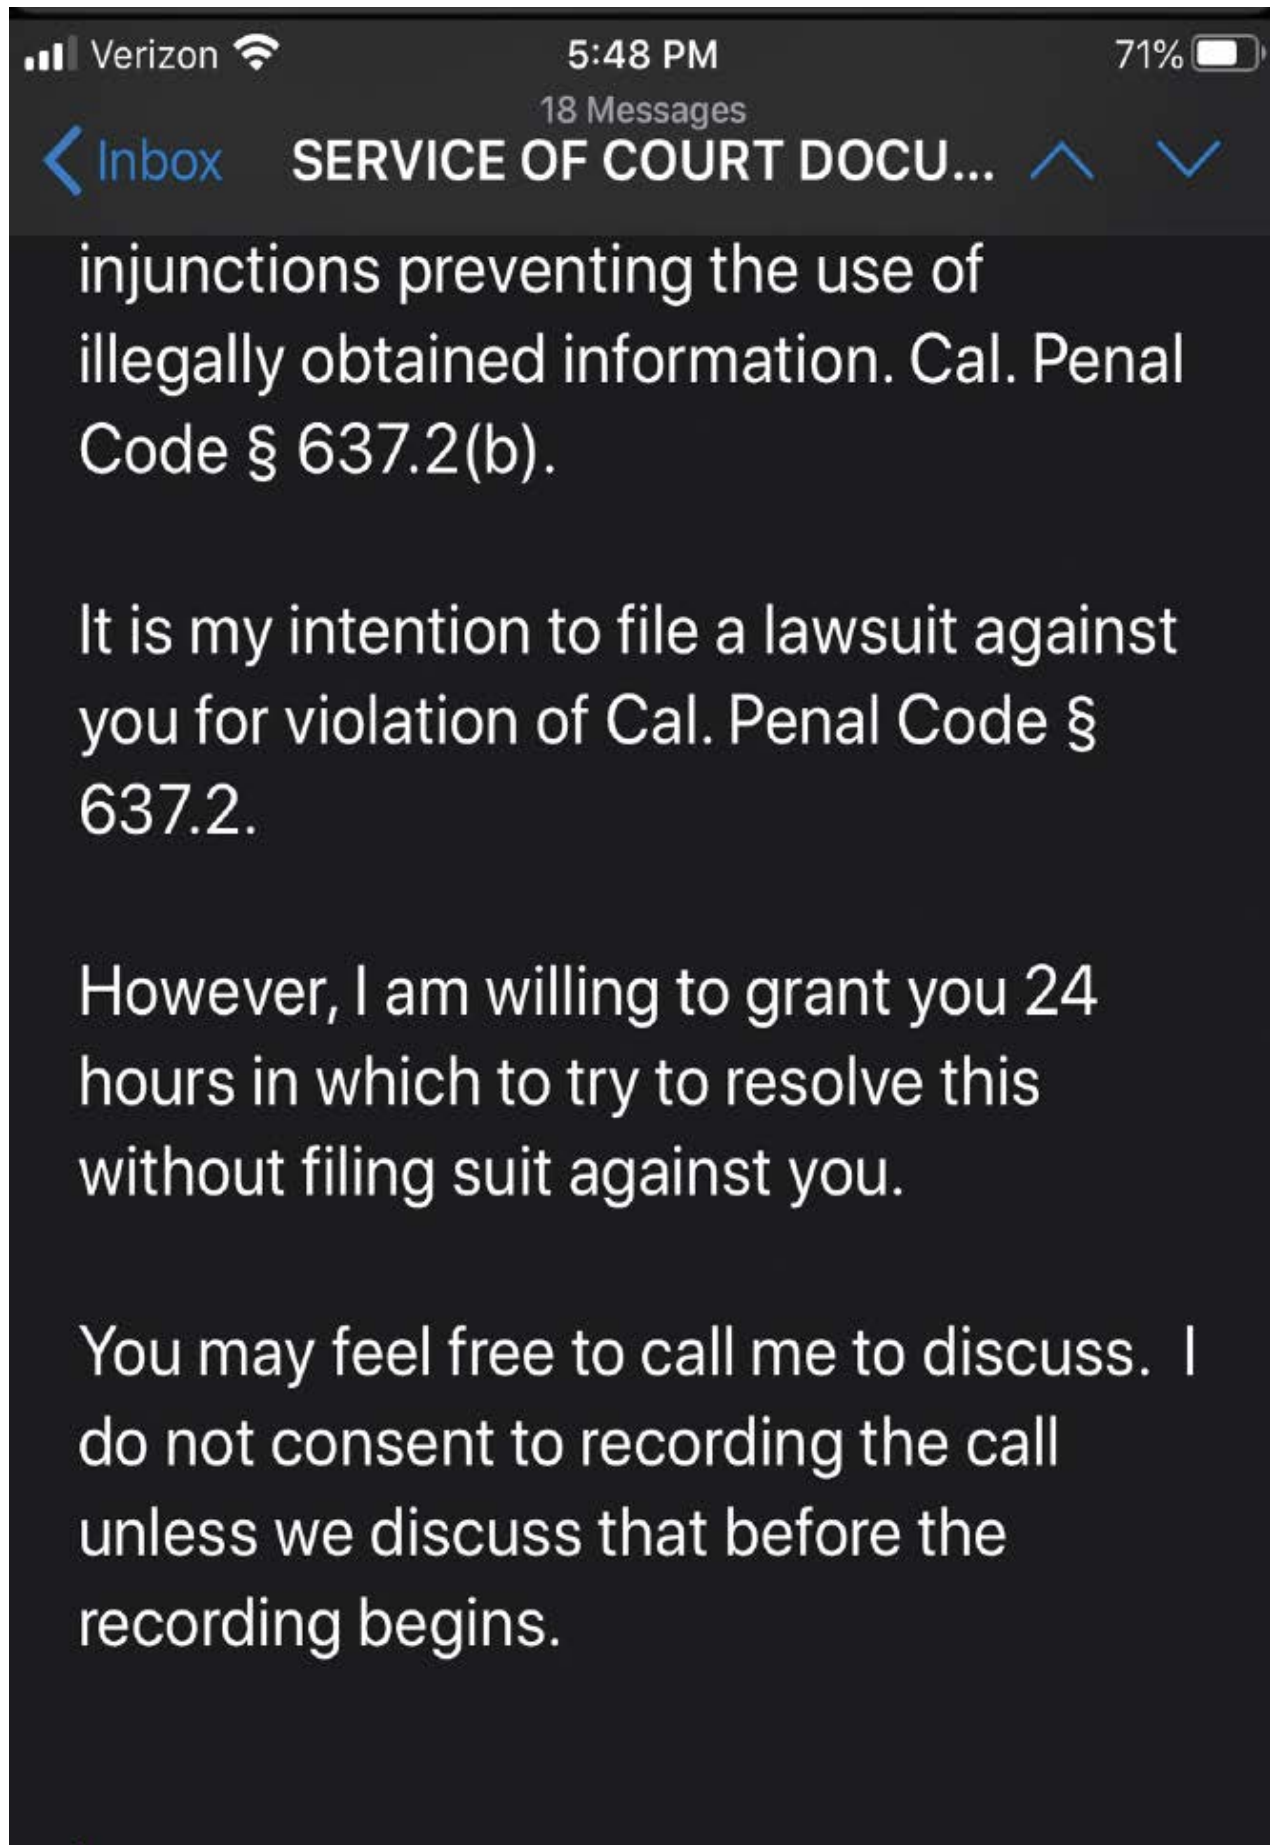 Verizon 5:48 PM 71%
18 Messages
Inbox SERVICE OF COURT DOCU...
injunctions preventing the use of
illegally obtained information. Cal. Penal
Code § 637.2(b).
It is my intention to file a lawsuit against
you for violation of Cal. Penal Code §
637.2.
However, I am willing to grant you 24
hours in which to try to resolve this
without filing suit against you.
You may feel free to call me to discuss.  I
do not consent to recording the call
unless we discuss that before the
recording begins.